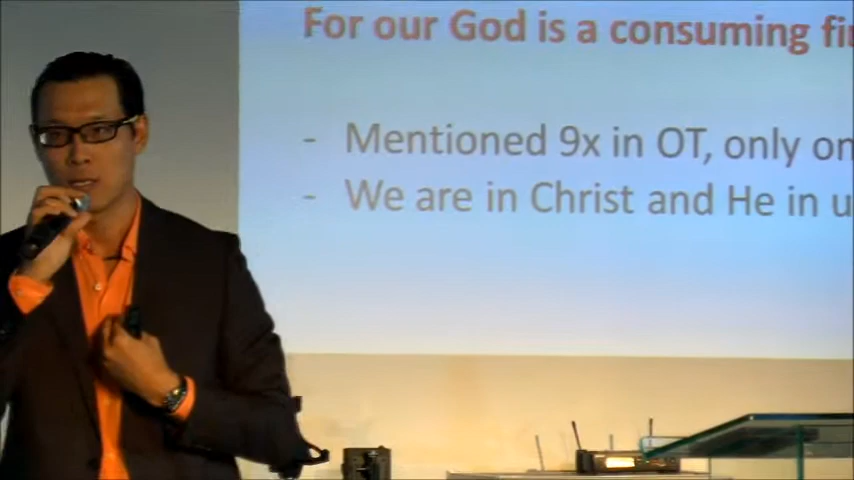 For our God is a consuming fi
- Mentioned 9x in OT, only on
- We are in Christ and He in u